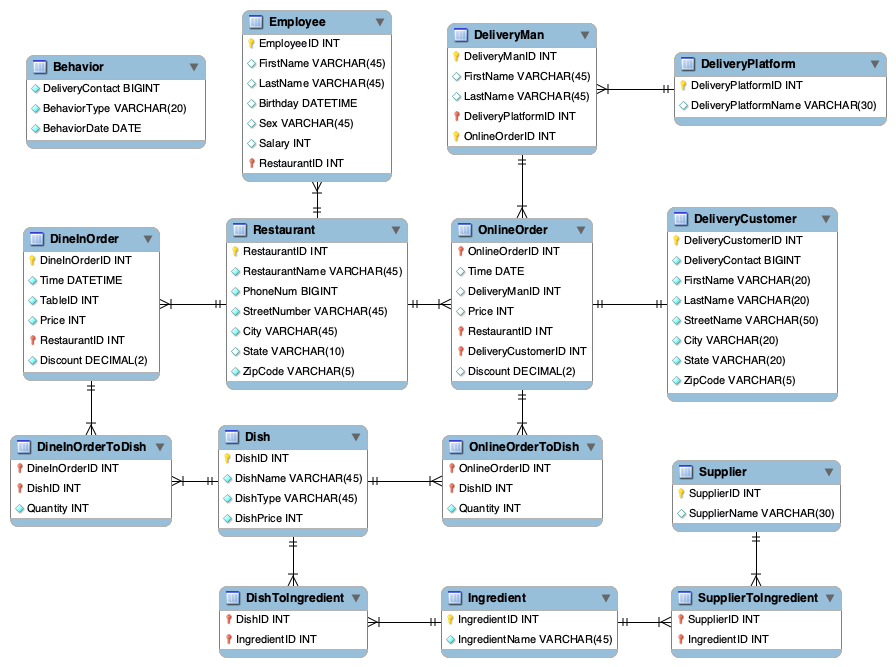 Employee
EmployeeID INT
FirstName VARCHAR(45)
LastName VARCHAR(45)
Birthday DATETIME
Sex VARCHAR(45)
Salary INT
RestaurantID INT
DeliveryMan
DeliveryManID INT
FirstName VARCHAR(45)
LastName VARCHAR(45)
DeliveryPlatformID INT
OnlineOrderID INT
DeliveryPlatform
DeliveryPlatformID INT
DeliveryPlatformName VARCHAR(30)
Behavior
DeliveryContact BIGINT
BehaviorType VARCHAR(20)
BehaviorDate DATE
DineInOrder
DineInOrderID INT
Time DATETIME
TableID INT
Price INT
RestaurantID INT
Discount DECIMAL(2)
Restaurant
RestaurantID INT
RestaurantName VARCHAR(45)
PhoneNum BIGINT
StreetNumber VARCHAR(45)
City VARCHAR(45)
State VARCHAR(10)
ZipCode VARCHAR(5)
OnlineOrder
OnlineOrderID INT
Time DATE
DeliveryManID INT
Price INT
RestaurantID INT
DeliveryCustomerID INT
Discount DECIMAL(2)
DeliveryCustomer
DeliveryCustomerID INT
DeliveryContact BIGINT
FirstName VARCHAR(20)
LastName VARCHAR(20)
StreetName VARCHAR(50)
City VARCHAR(20)
State VARCHAR(20)
ZipCode VARCHAR(5)
DineInOrderToDish
DineInOrderID INT
DishID INT
Quantity INT
Dish
DishID INT
DishName VARCHAR(45)
DishType VARCHAR(45)
DishPrice INT
OnlineOrderToDish
OnlineOrderID INT
DishID INT
Quantity INT
Supplier
SupplierID INT
SupplierName VARCHAR(30)
DishToIngredient
DishID INT
IngredientID INT
Ingredient
IngredientID INT
IngredientName VARCHAR(45)
SupplierToIngredient
SupplierID INT
IngredientID INT